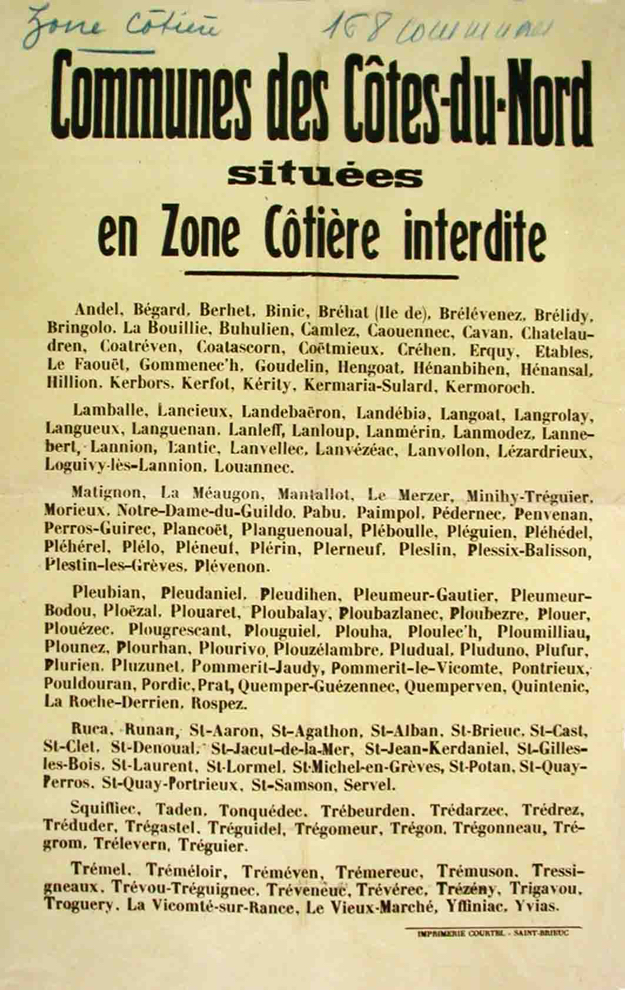 Zone Côtière 168 communes
Communes des Côtes-du-Nord
situées
en Zone Côtière interdite
Andel, Bégard, Berhet, Binic, Bréhat (Ile de), Brélévenez, Brélidy,
Bringolo, La Bouillie, Buhulien, Camlez, Caouennec, Cavan, Chatelau-
dren, Coatréven, Coatascorn, Coëtmieux, Créhen, Erquy, Etables,
Le Faouët, Gommenec'h, Goudelin, Hengoat, Hénanbihen, Hénansal,
Hillion, Kerbors, Kerfot, Kérity, Kermaria-Sulard, Kermoroch.
Lamballe, Lancieux, Landebaëron, Landébia, Langoat, Langrolay,
Langueux, Languenan, Lanleff, Lanloup, Lanmérin, Lanmodez, Lanne-
bert, Lannion, Lantic, Lanvellec, Lanvézéac, Lanvollon, Lézardrieux,
Loguivy-lès-Lannion, Louannec.
Matignon, La Méaugon, Mantallot, Le Merzer, Minihy-Tréguier,
Morieux, Notre-Dame-du-Guildo, Pabu, Paimpol, Pédernec, Penvenan,
Perros-Guirec, Plancoët, Planguenoual, Pléboulle, Pléguien, Pléhédel,
Pléhérel, Plélo, Pléneuf, Plérin, Plerneuf, Pleslin, Plessix-Balisson,
Plestin-les-Grèves, Plévenon.
Pleubian, Pleudaniel, Pleudihen, Pleumeur-Gautier, Pleumeur-
Bodou, Ploëzal, Plouaret, Ploubalay, Ploubazlanec, Ploubezre, Plouer,
Plouézec, Plougrescant, Plouguiel, Plouha, Ploulec'h, Ploumilliau,
Plounez, Plourhan, Plourivo, Plouzélambre, Pludual, Pluduno, Plufur,
Plurien, Pluzunet, Pommerit-Jaudy, Pommerit-le-Vicomte, Pontrieux,
Pouldouran, Pordic, Prat, Quemper-Guézennec, Quemperven, Quintenic,
La Roche-Derrien, Rospez.
Ruca, Runan, St-Aaron, St-Agathon, St-Alban, St-Brieuc, St-Cast,
St-Clet, St-Denoual, St-Jacut-de-la-Mer, St-Jean-Kerdaniel, St-Gilles-
les-Bois, St-Laurent, St-Lormel, St-Michel-en-Grèves, St-Potan, St-Quay-
Perros, St-Quay-Portrieux, St-Samson, Servel.
Squiffiec, Taden, Tonquédec, Trébeurden, Trédarzec, Trédrez,
Tréduder, Trégastel, Tréguidel, Trégomeur, Trégon, Trégonneau, Tré-
grom, Trélevern, Tréguier.
Trémel, Tréméloir, Tréméven, Trémereuc, Trémuson, Tressi-
gneaux, Trévou-Tréguignec, Tréveneuc, Trévérec, Trézény, Trigavou,
Troguery, La Vicomté-sur-Rance, Le Vieux-Marché, Yffiniac, Yvias.
IMPRIMERIE COURTEL - SAINT-BRIEUC